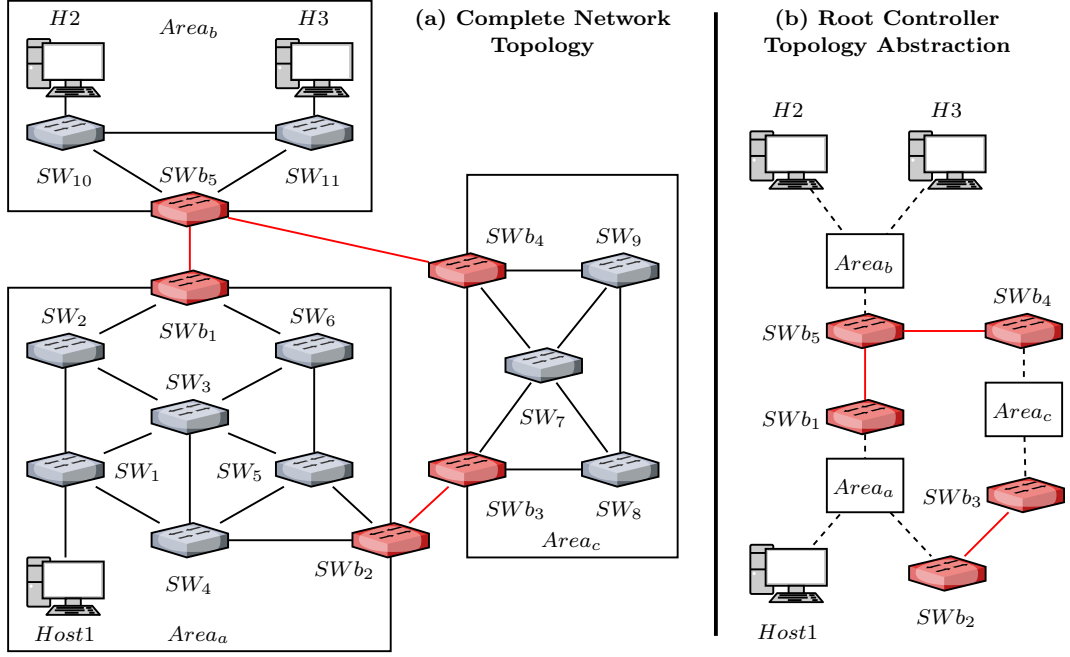 (a) Complete Network
Topology
H2
H3
Area_b
SW_10
SWb_5
SW_11
SWb_4
SW_9
SW_2
SWb_1
SW_6
SW_3
SW_7
SW_1
SW_5
SWb_3
SW_8
SW_4
SWb_2
Area_c
Host1
Area_a
(b) Root Controller
Topology Abstraction
H2
H3
Area_b
SWb_4
SWb_5
Area_c
SWb_1
Area_a
SWb_3
Host1
SWb_2